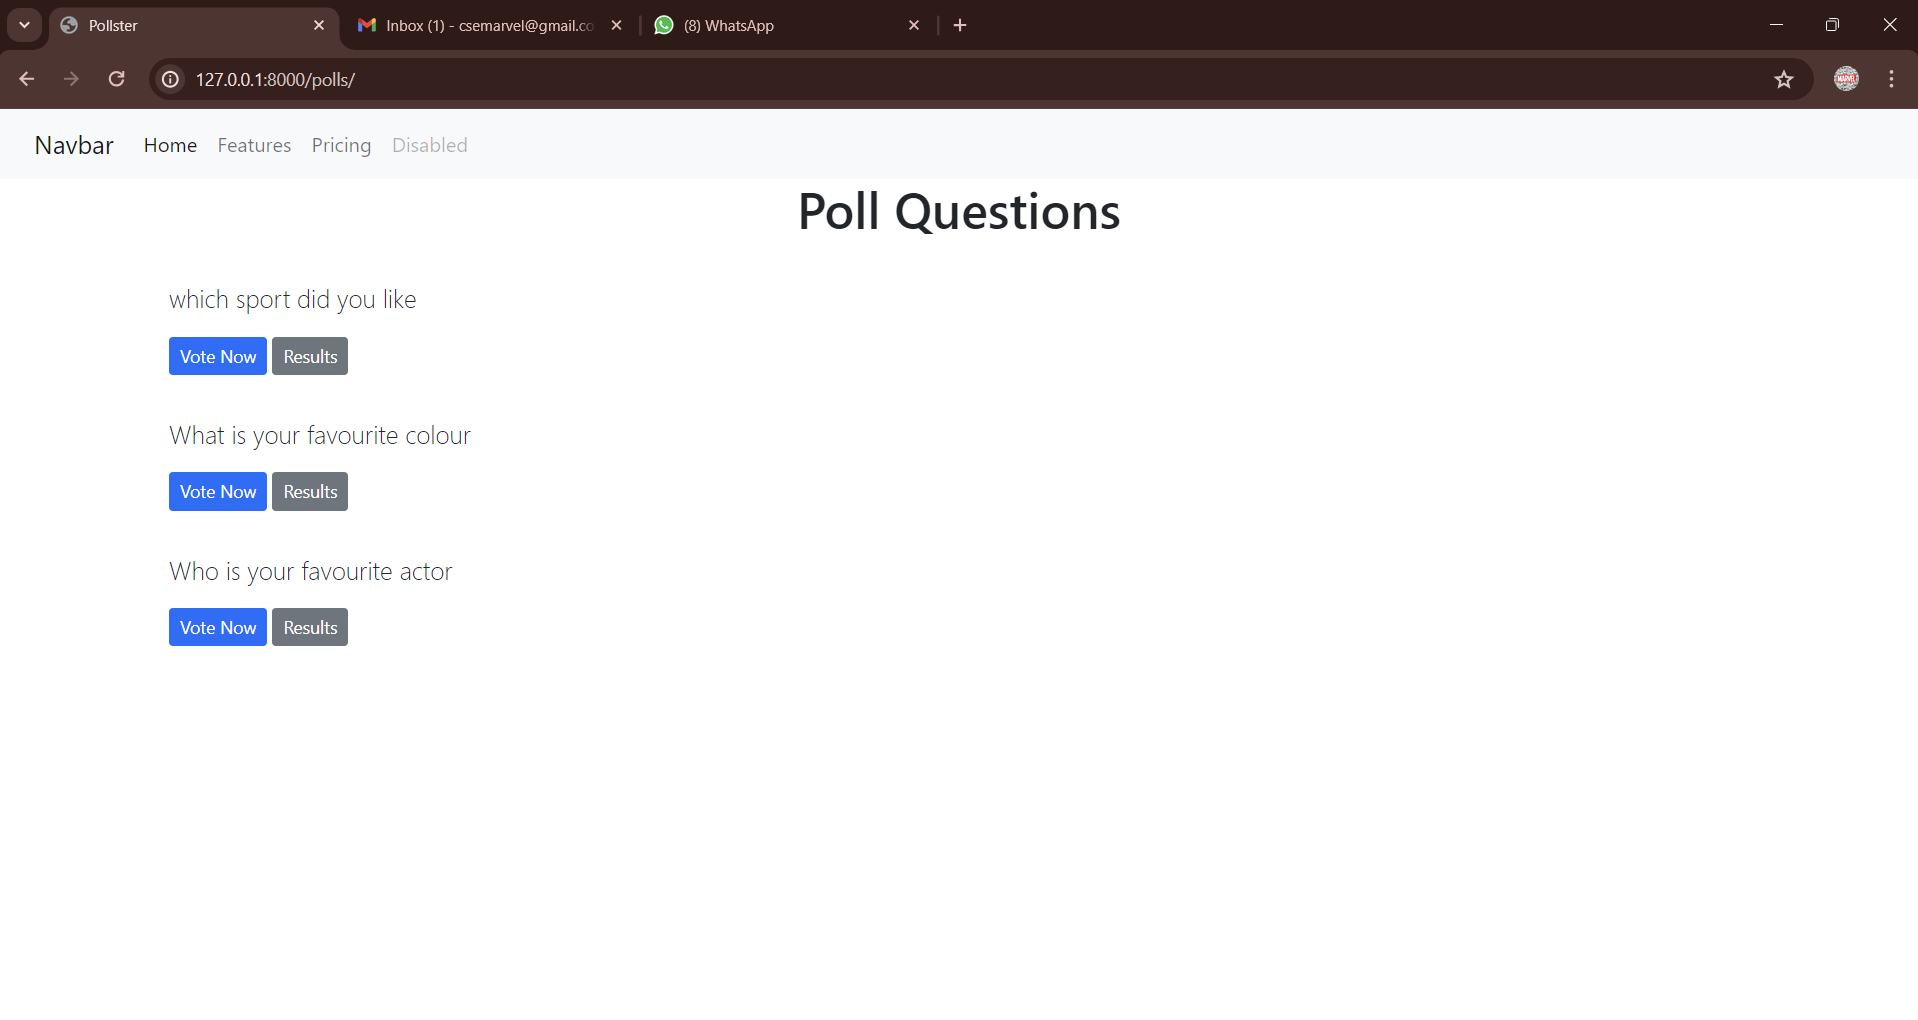 Pollster
Inbox (1) - csemarvel@gmail.co
(8) WhatsApp
127.0.0.1:8000/polls/
MARVEL
Navbar Home Features Pricing Disabled
Poll Questions
which sport did you like
Vote Now Results
What is your favourite colour
Vote Now Results
Who is your favourite actor
Vote Now Results